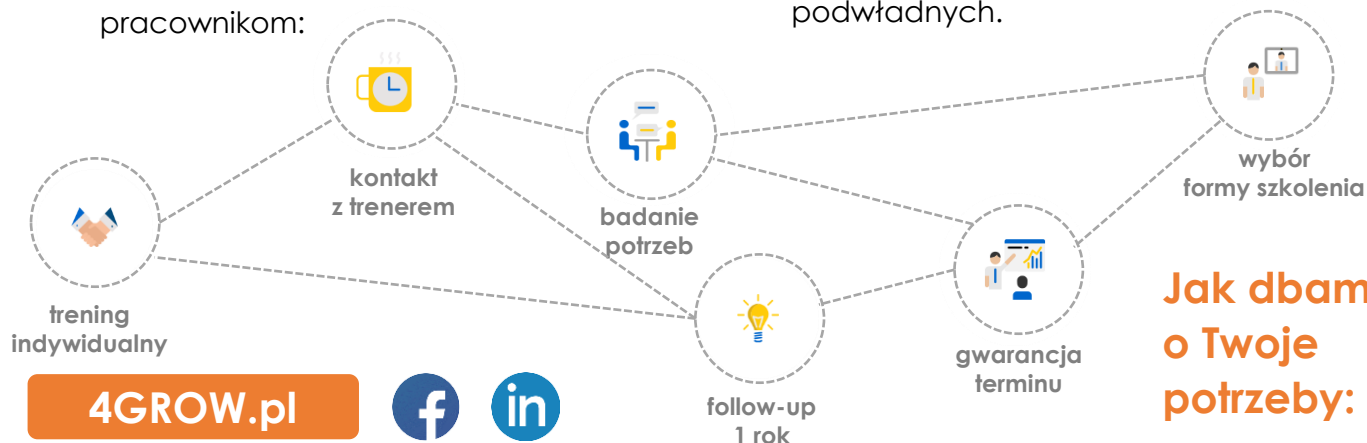 pracownikom:
podwładnych.
kontakt
z trenerem
badanie
potrzeb
wybór
formy szkolenia
trening
indywidualny
follow-up
1 rok
gwarancja
terminu
Jak dbam
o Twoje
potrzeby:
4GROW.pl
f
in